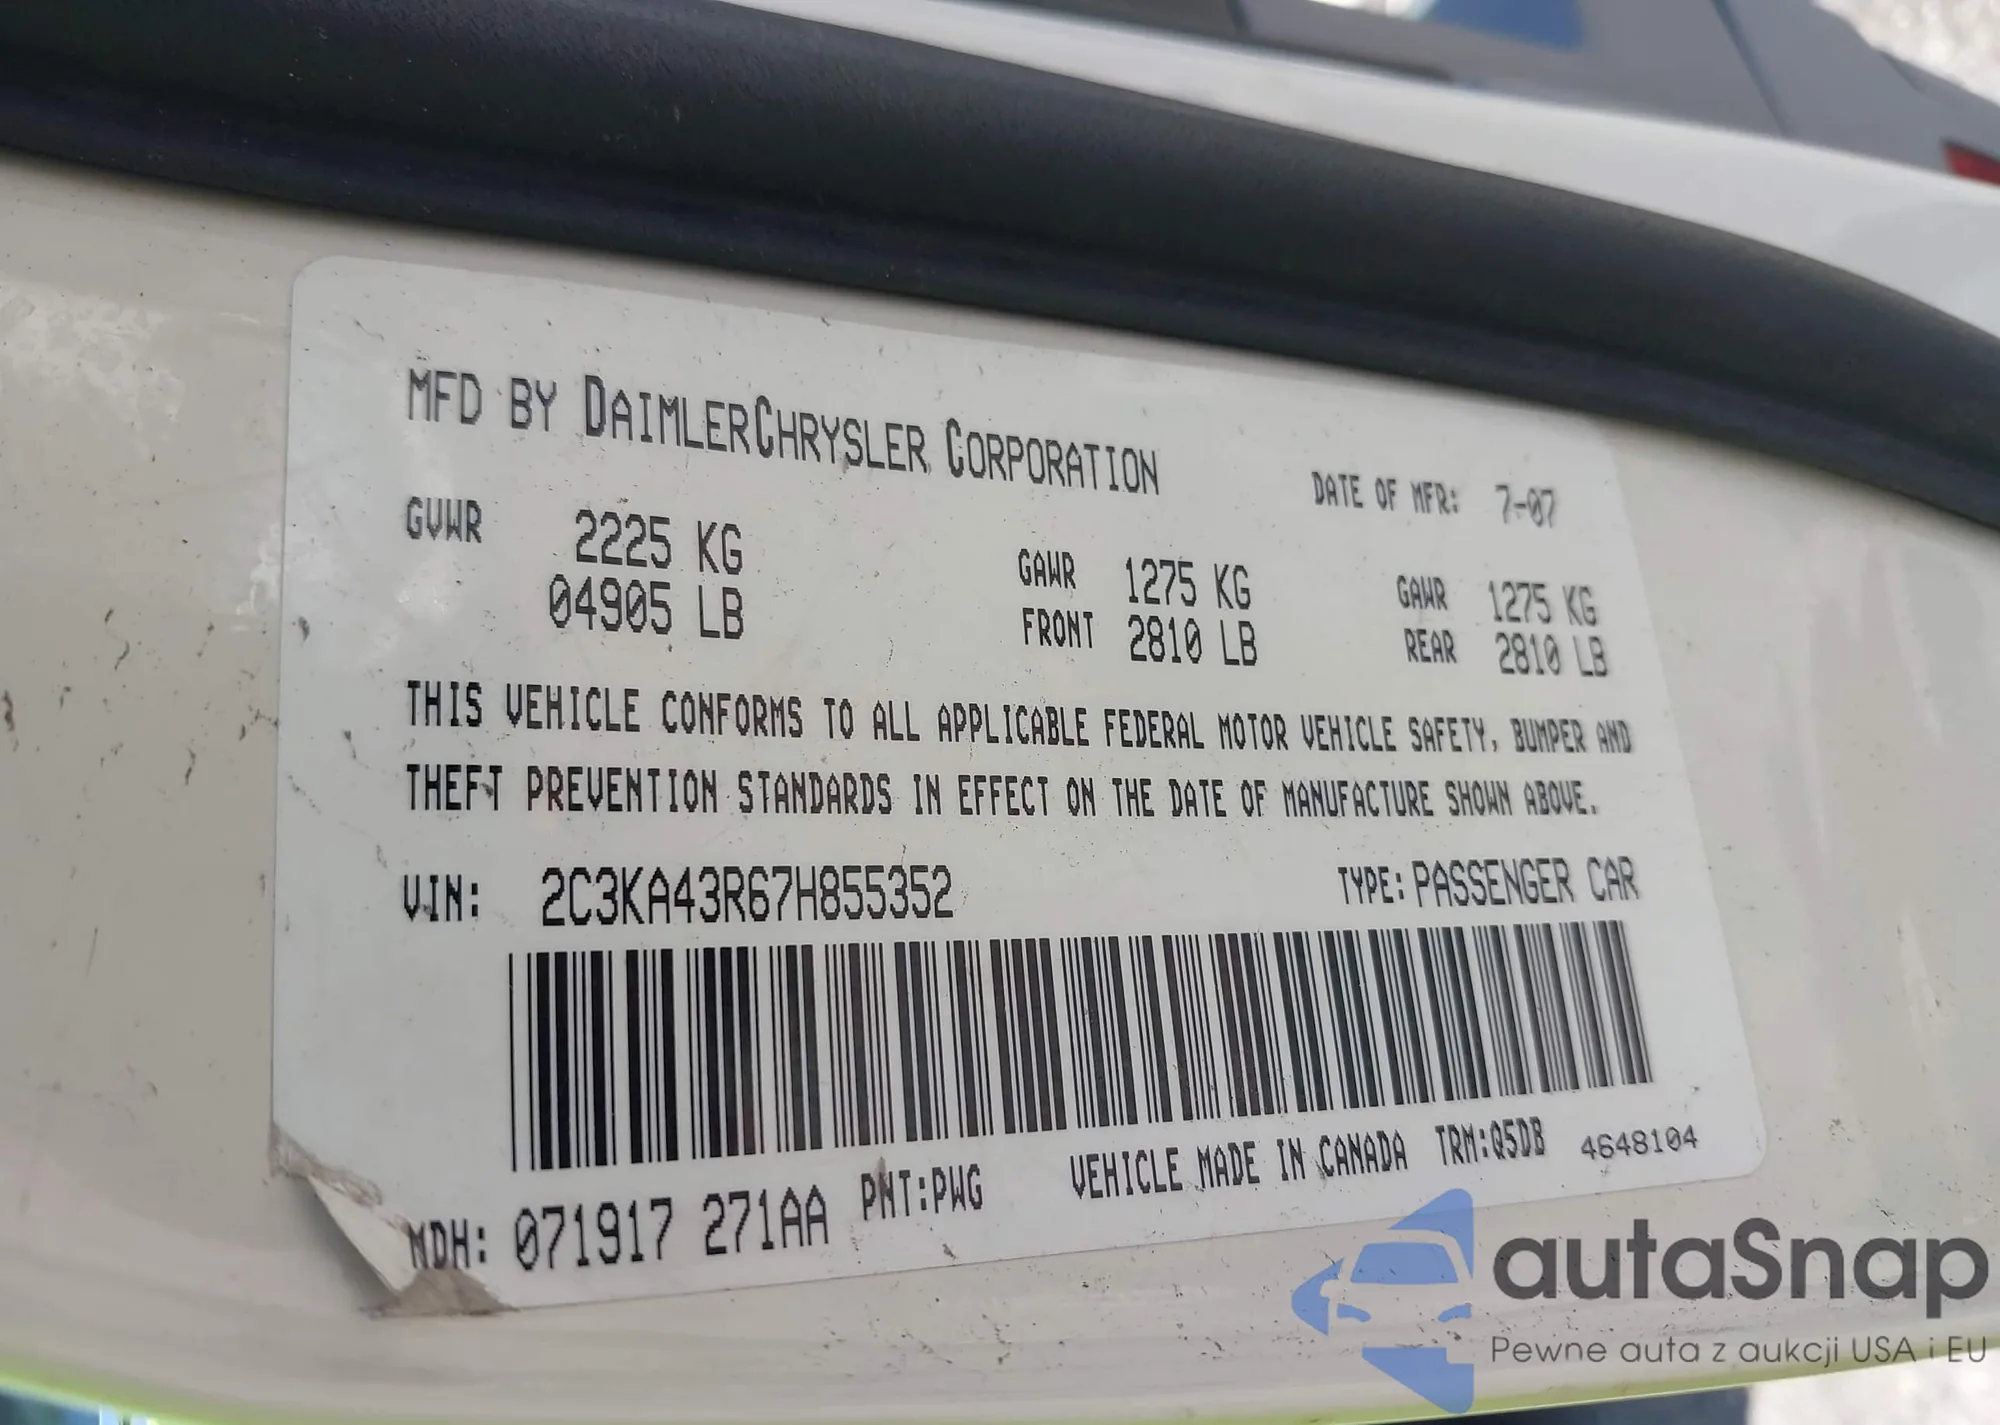 MFD BY DAIMLERCHRYSLER CORPORATION
DATE OF MFR: 7-07
GVWR 2225 KG
04905 LB
GAWR 1275 KG
FRONT 2810 LB
GAWR 1275 KG
REAR 2810 LB
THIS VEHICLE CONFORMS TO ALL APPLICABLE FEDERAL MOTOR VEHICLE SAFETY, BUMPER AND
THEFT PREVENTION STANDARDS IN EFFECT ON THE DATE OF MANUFACTURE SHOWN ABOVE.
VIN: 2C3KA43R67H855352
TYPE: PASSENGER CAR
MDH: 071917 271AA PNT:PWG VEHICLE MADE IN CANADA TRM:Q5DB 4648104
autaSnap
Pewne auta z aukcji USA i EU